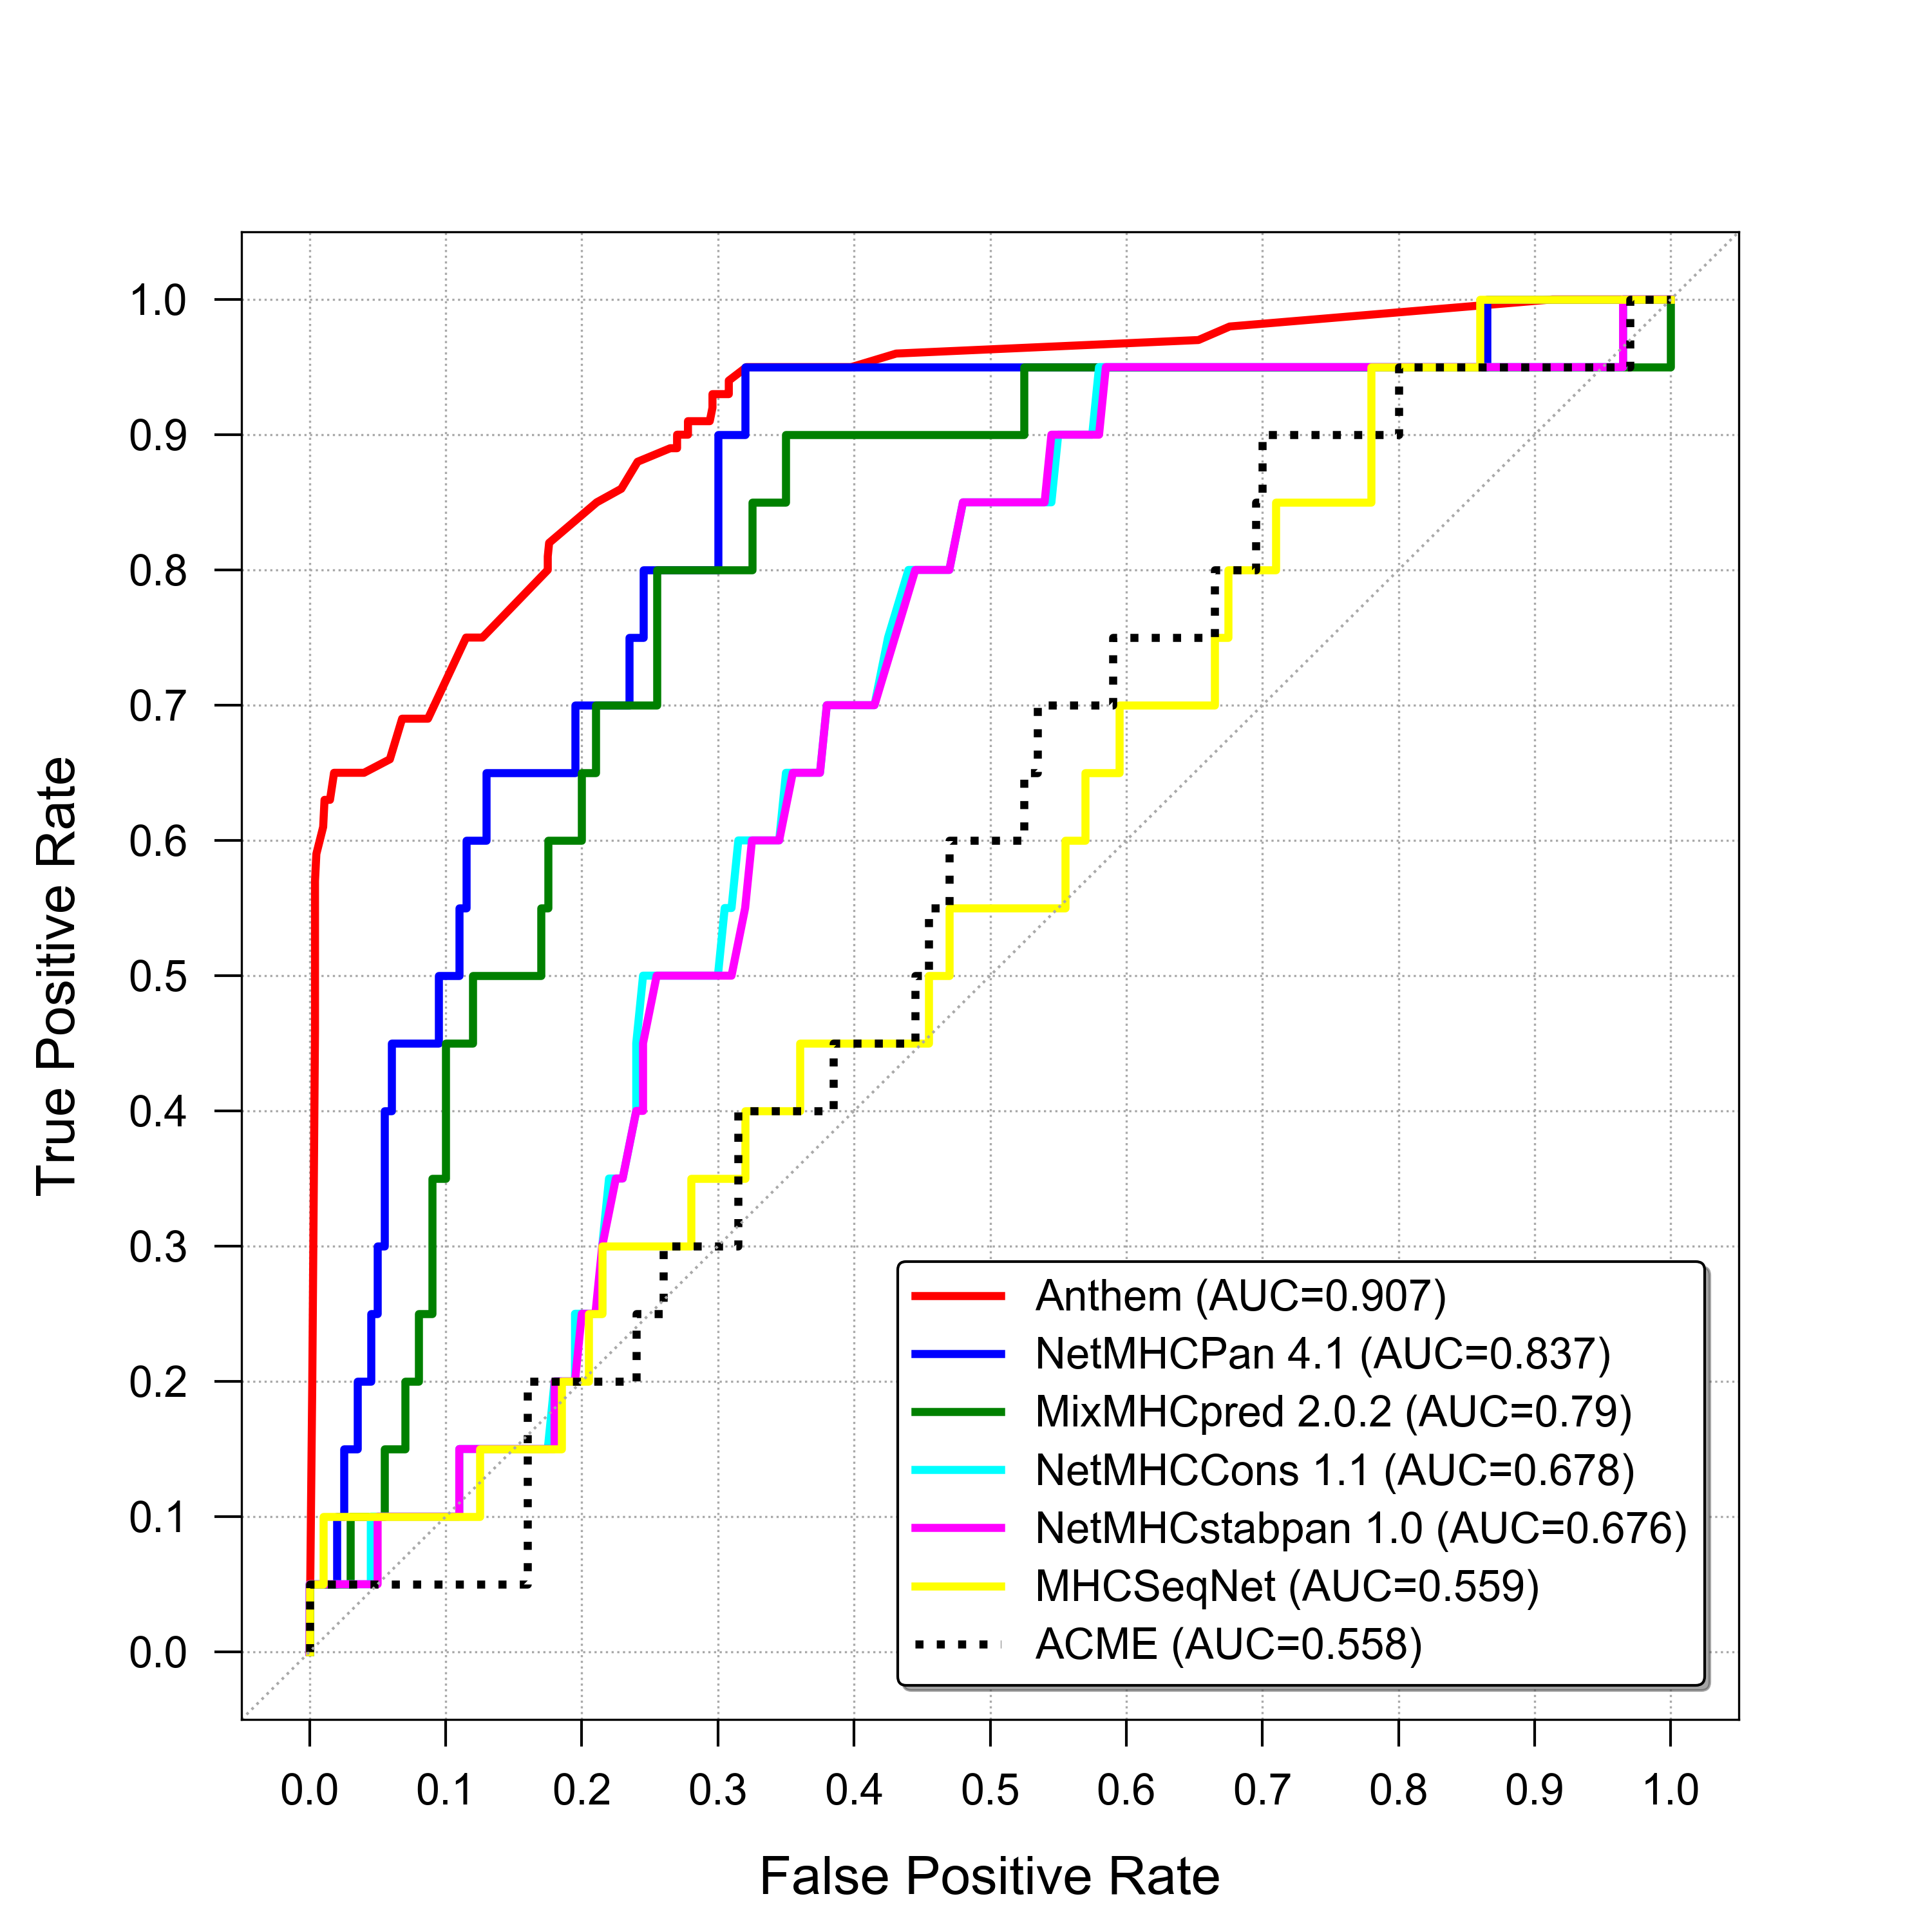 1.0
0.9
0.8
0.7
0.6
0.5
0.4
0.3
0.2
0.1
0.0
True Positive Rate
Anthem (AUC=0.907)
NetMHCPan 4.1 (AUC=0.837)
MixMHCpred 2.0.2 (AUC=0.79)
NetMHCCons 1.1 (AUC=0.678)
NetMHCstabpan 1.0 (AUC=0.676)
MHCSeqNet (AUC=0.559)
ACME (AUC=0.558)
0.0 0.1 0.2 0.3 0.4 0.5 0.6 0.7 0.8 0.9 1.0
False Positive Rate